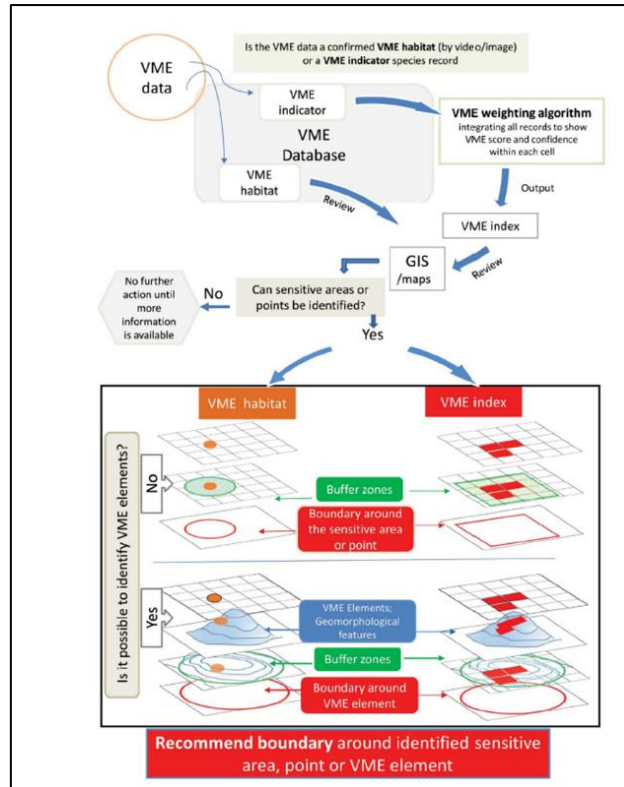 VME
data
Is the VME data a confirmed VME habitat (by video/image)
or a VME indicator species record
VME
indicator
VME
Database
VME
habitat
VME weighting algorithm
integrating all records to show
VME score and confidence
within each cell
Output
VME index
Review
Review
GIS
/maps
Can sensitive areas or
points be identified?
No
No further
action until
more
information
is available
Yes
VME habitat
VME index
Is it possible to identify VME elements?
No
Buffer zones
Boundary around
the sensitive area
or point
Yes
VME Elements;
Geomorphological
features
Buffer zones
Boundary around
VME element
Recommend boundary around identified sensitive
area, point or VME element